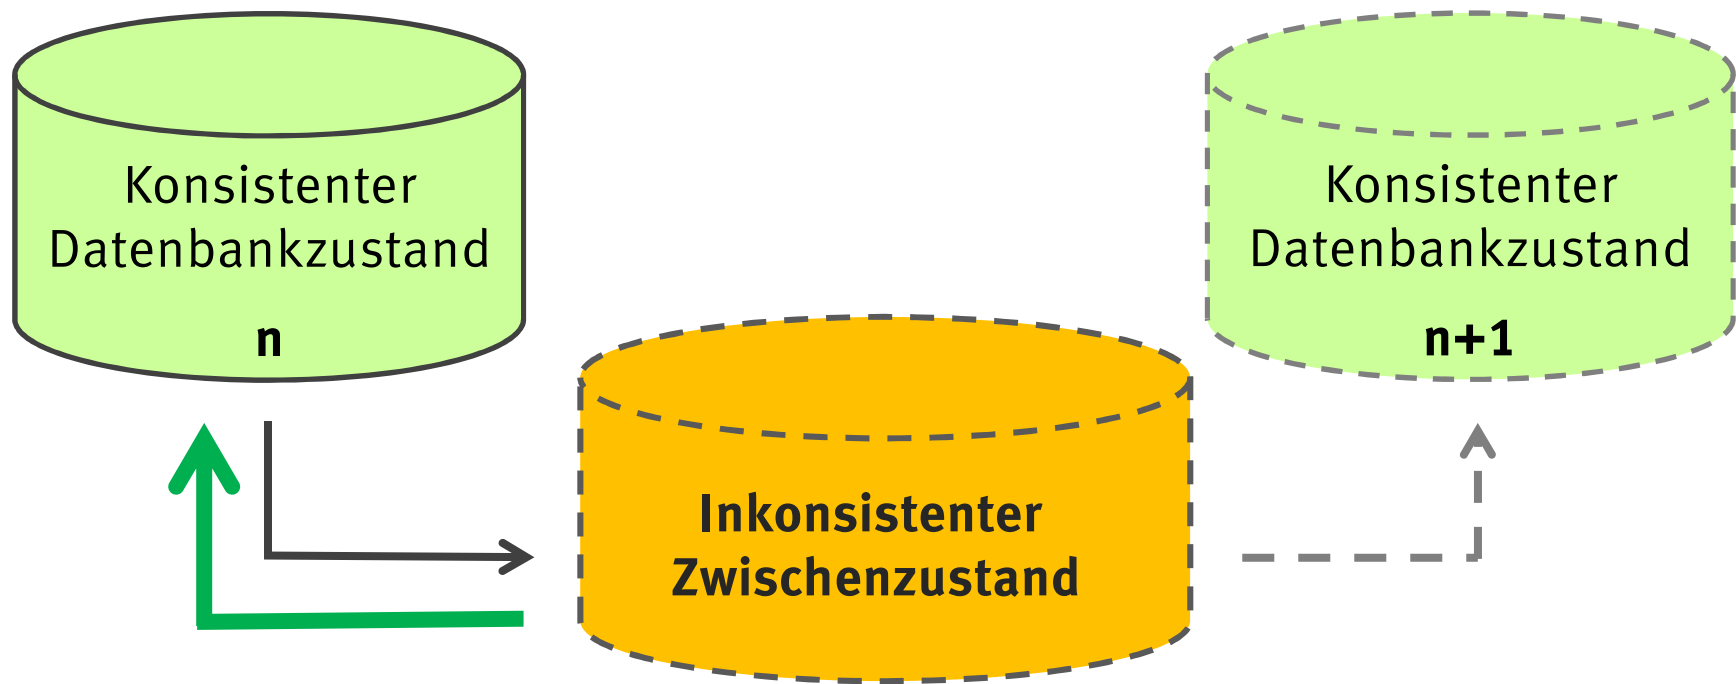 Konsistenter
Datenbankzustand
n
Konsistenter
Datenbankzustand
n+1
Inkonsistenter
Zwischenzustand